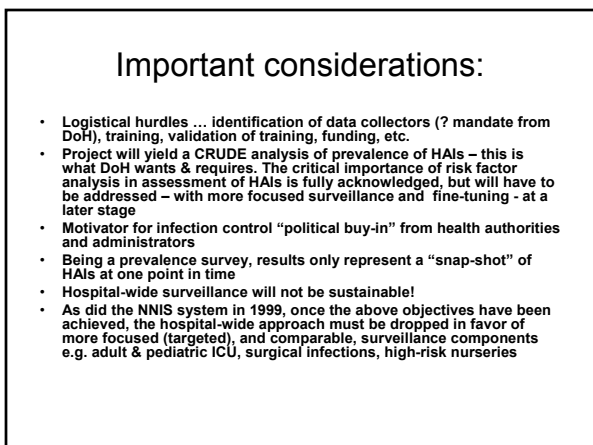 Important considerations:
• Logistical hurdles … identification of data collectors (? mandate from
DoH), training, validation of training, funding, etc.
• Project will yield a CRUDE analysis of prevalence of HAIs – this is
what DoH wants & requires. The critical importance of risk factor
analysis in assessment of HAIs is fully acknowledged, but will have to
be addressed – with more focused surveillance and fine-tuning - at a
later stage
• Motivator for infection control “political buy-in” from health authorities
and administrators
• Being a prevalence survey, results only represent a “snap-shot” of
HAIs at one point in time
• Hospital-wide surveillance will not be sustainable!
• As did the NNIS system in 1999, once the above objectives have been
achieved, the hospital-wide approach must be dropped in favor of
more focused (targeted), and comparable, surveillance components
e.g. adult & pediatric ICU, surgical infections, high-risk nurseries